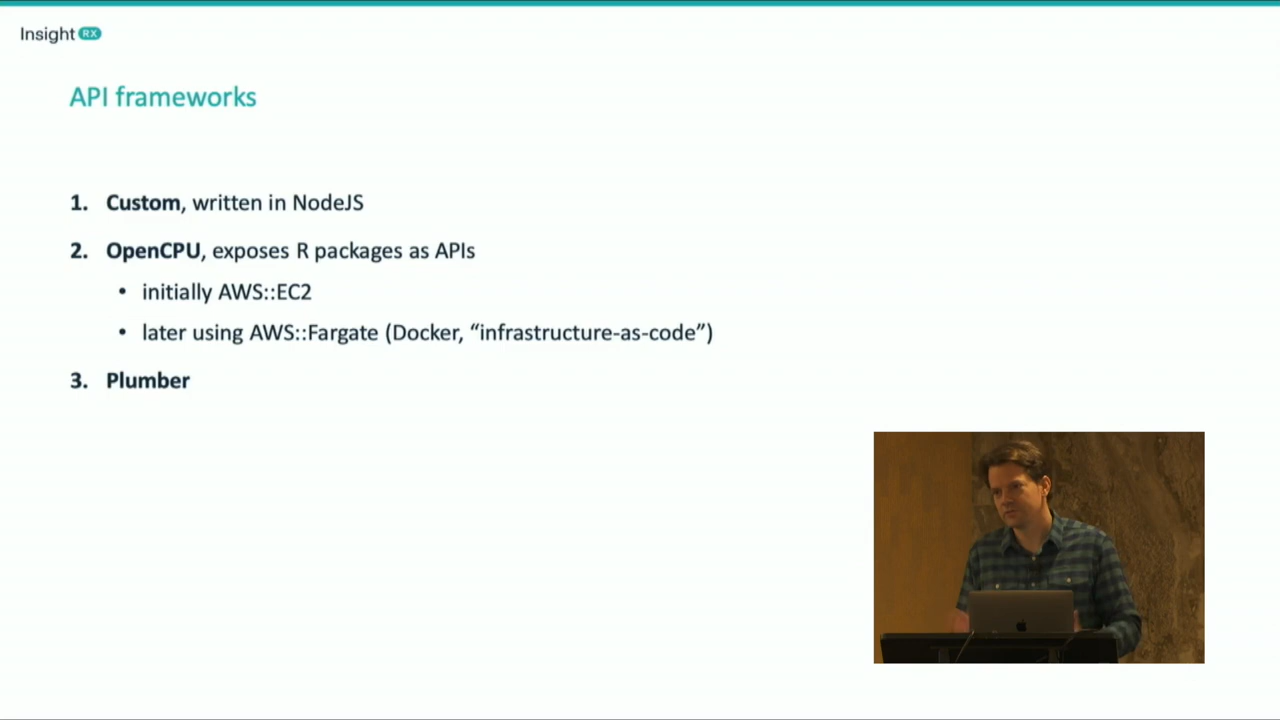 Insight RX
API frameworks
1. Custom, written in NodeJS
2. OpenCPU, exposes R packages as APIs
• initially AWS::EC2
• later using AWS::Fargate (Docker, “infrastructure-as-code”)
3. Plumber